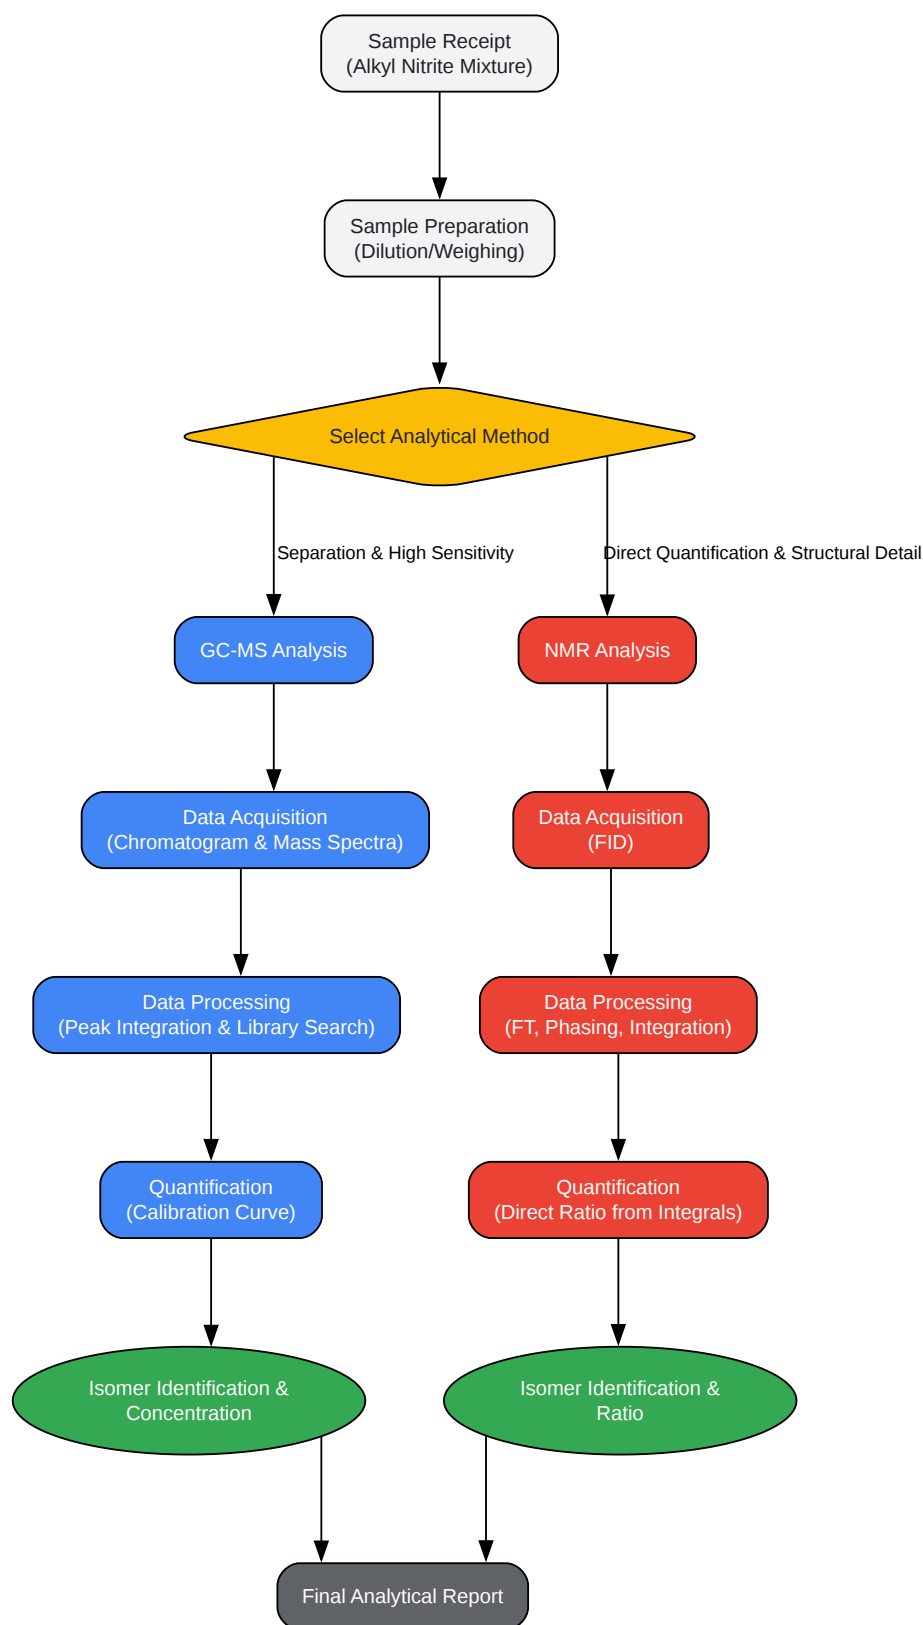 Sample Receipt
(Alkyl Nitrite Mixture)
Sample Preparation
(Dilution/Weighing)
Select Analytical Method
Separation & High Sensitivity
Direct Quantification & Structural Detail
GC-MS Analysis
NMR Analysis
Data Acquisition
(Chromatogram & Mass Spectra)
Data Acquisition
(FID)
Data Processing
(Peak Integration & Library Search)
Data Processing
(FT, Phasing, Integration)
Quantification
(Calibration Curve)
Quantification
(Direct Ratio from Integrals)
Isomer Identification &
Concentration
Isomer Identification &
Ratio
Final Analytical Report